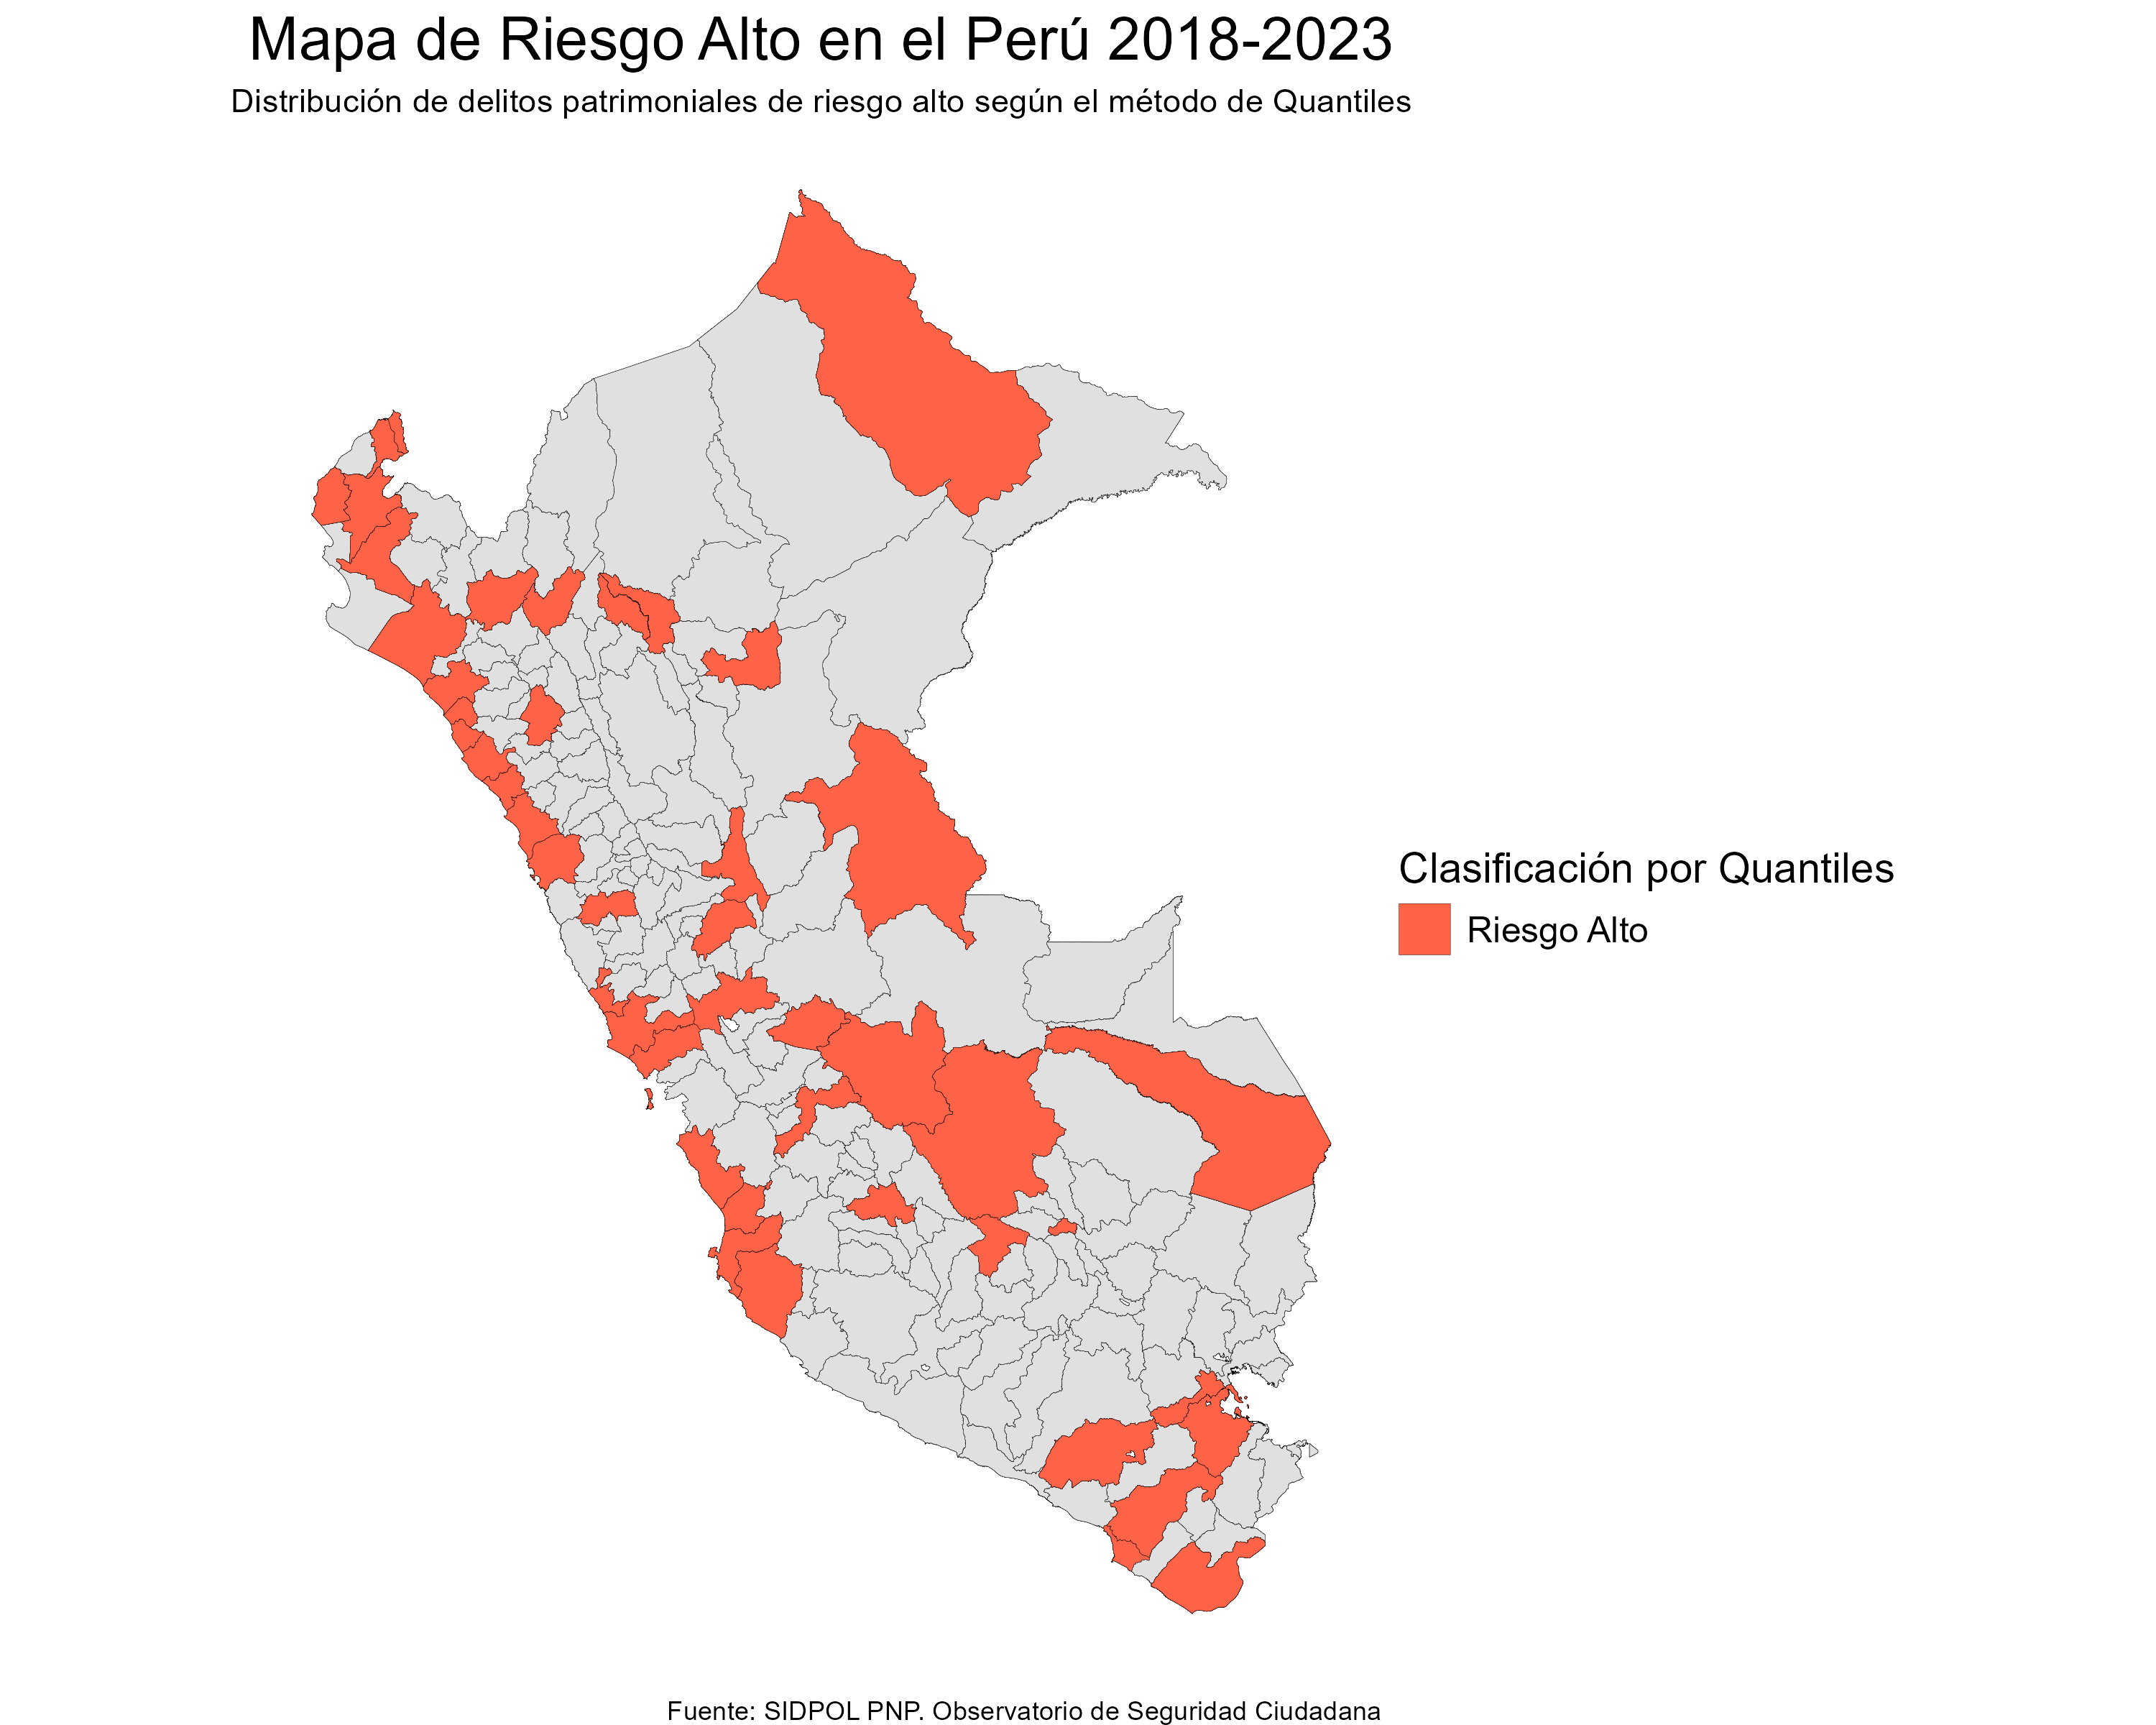 Mapa de Riesgo Alto en el Perú 2018-2023
Distribución de delitos patrimoniales de riesgo alto según el método de Quantiles
Clasificación por Quantiles
Riesgo Alto
Fuente: SIDPOL PNP. Observatorio de Seguridad Ciudadana